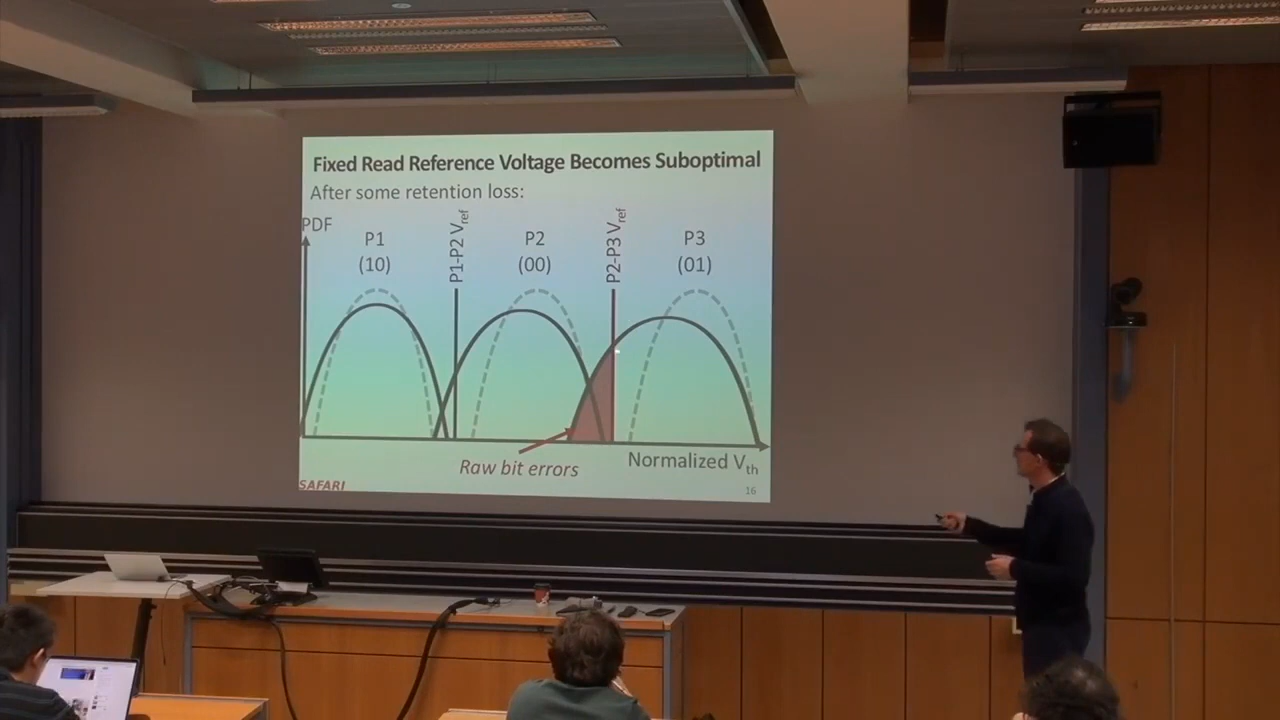 Fixed Read Reference Voltage Becomes Suboptimal
After some retention loss:
PDF
P1
(10)
P1-P2 Vref
P2
(00)
P2-P3 Vref
P3
(01)
Raw bit errors
Normalized Vth
SAFARI
16